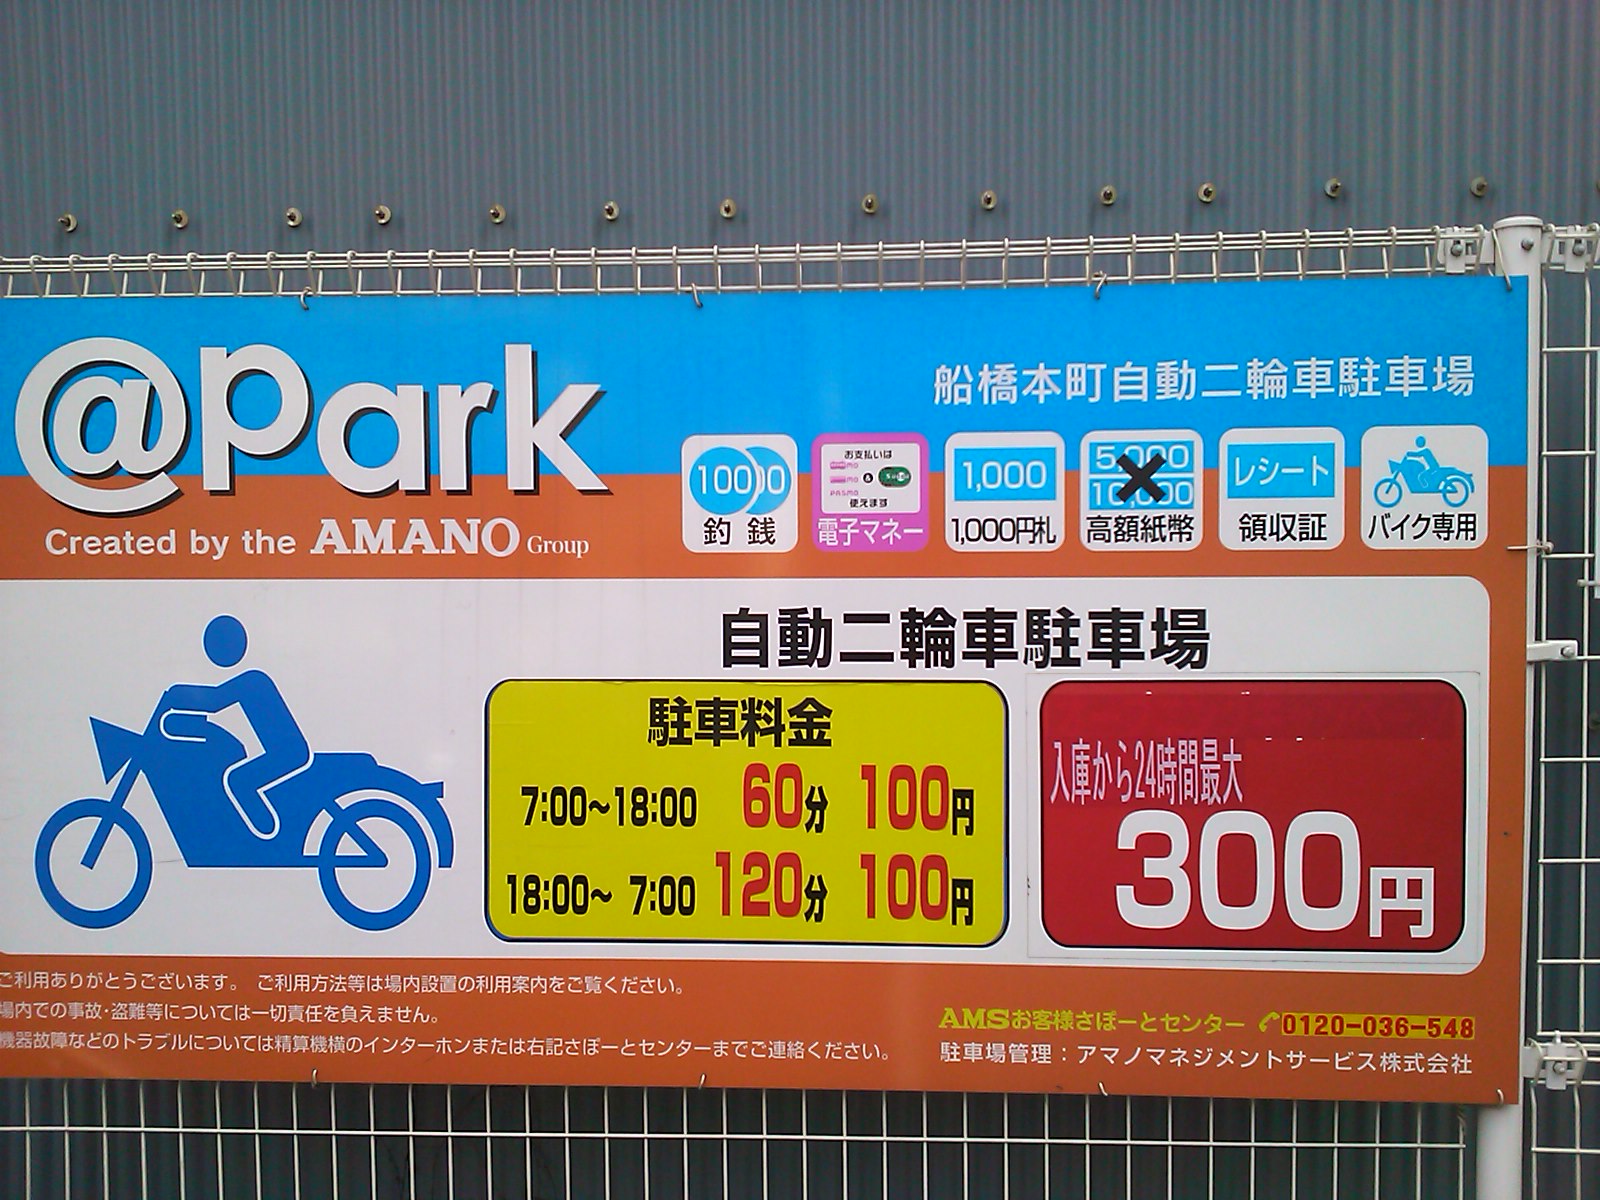 @Park
Created by the AMANO Group
船橋本町自動二輪車駐車場
100
釣 銭
お支払いは
&
PASMO
使えます
電子マネー
1,000
1,000円札
5,000
10,000
高額紙幣
レシート
領収証
バイク専用
自動二輪車駐車場
駐車料金
7:00～18:00 60分 100円
18:00～ 7:00 120分 100円
入庫から24時間最大
300円
ご利用ありがとうございます。 ご利用方法等は場内設置の利用案内をご覧ください。
場内での事故・盗難等については一切責任を負えません。
機器故障などのトラブルについては精算機横のインターホンまたは右記さぽーとセンターまでご連絡ください。
AMSお客様さぽーとセンター 0120-036-548
駐車場管理：アマノマネジメントサービス株式会社